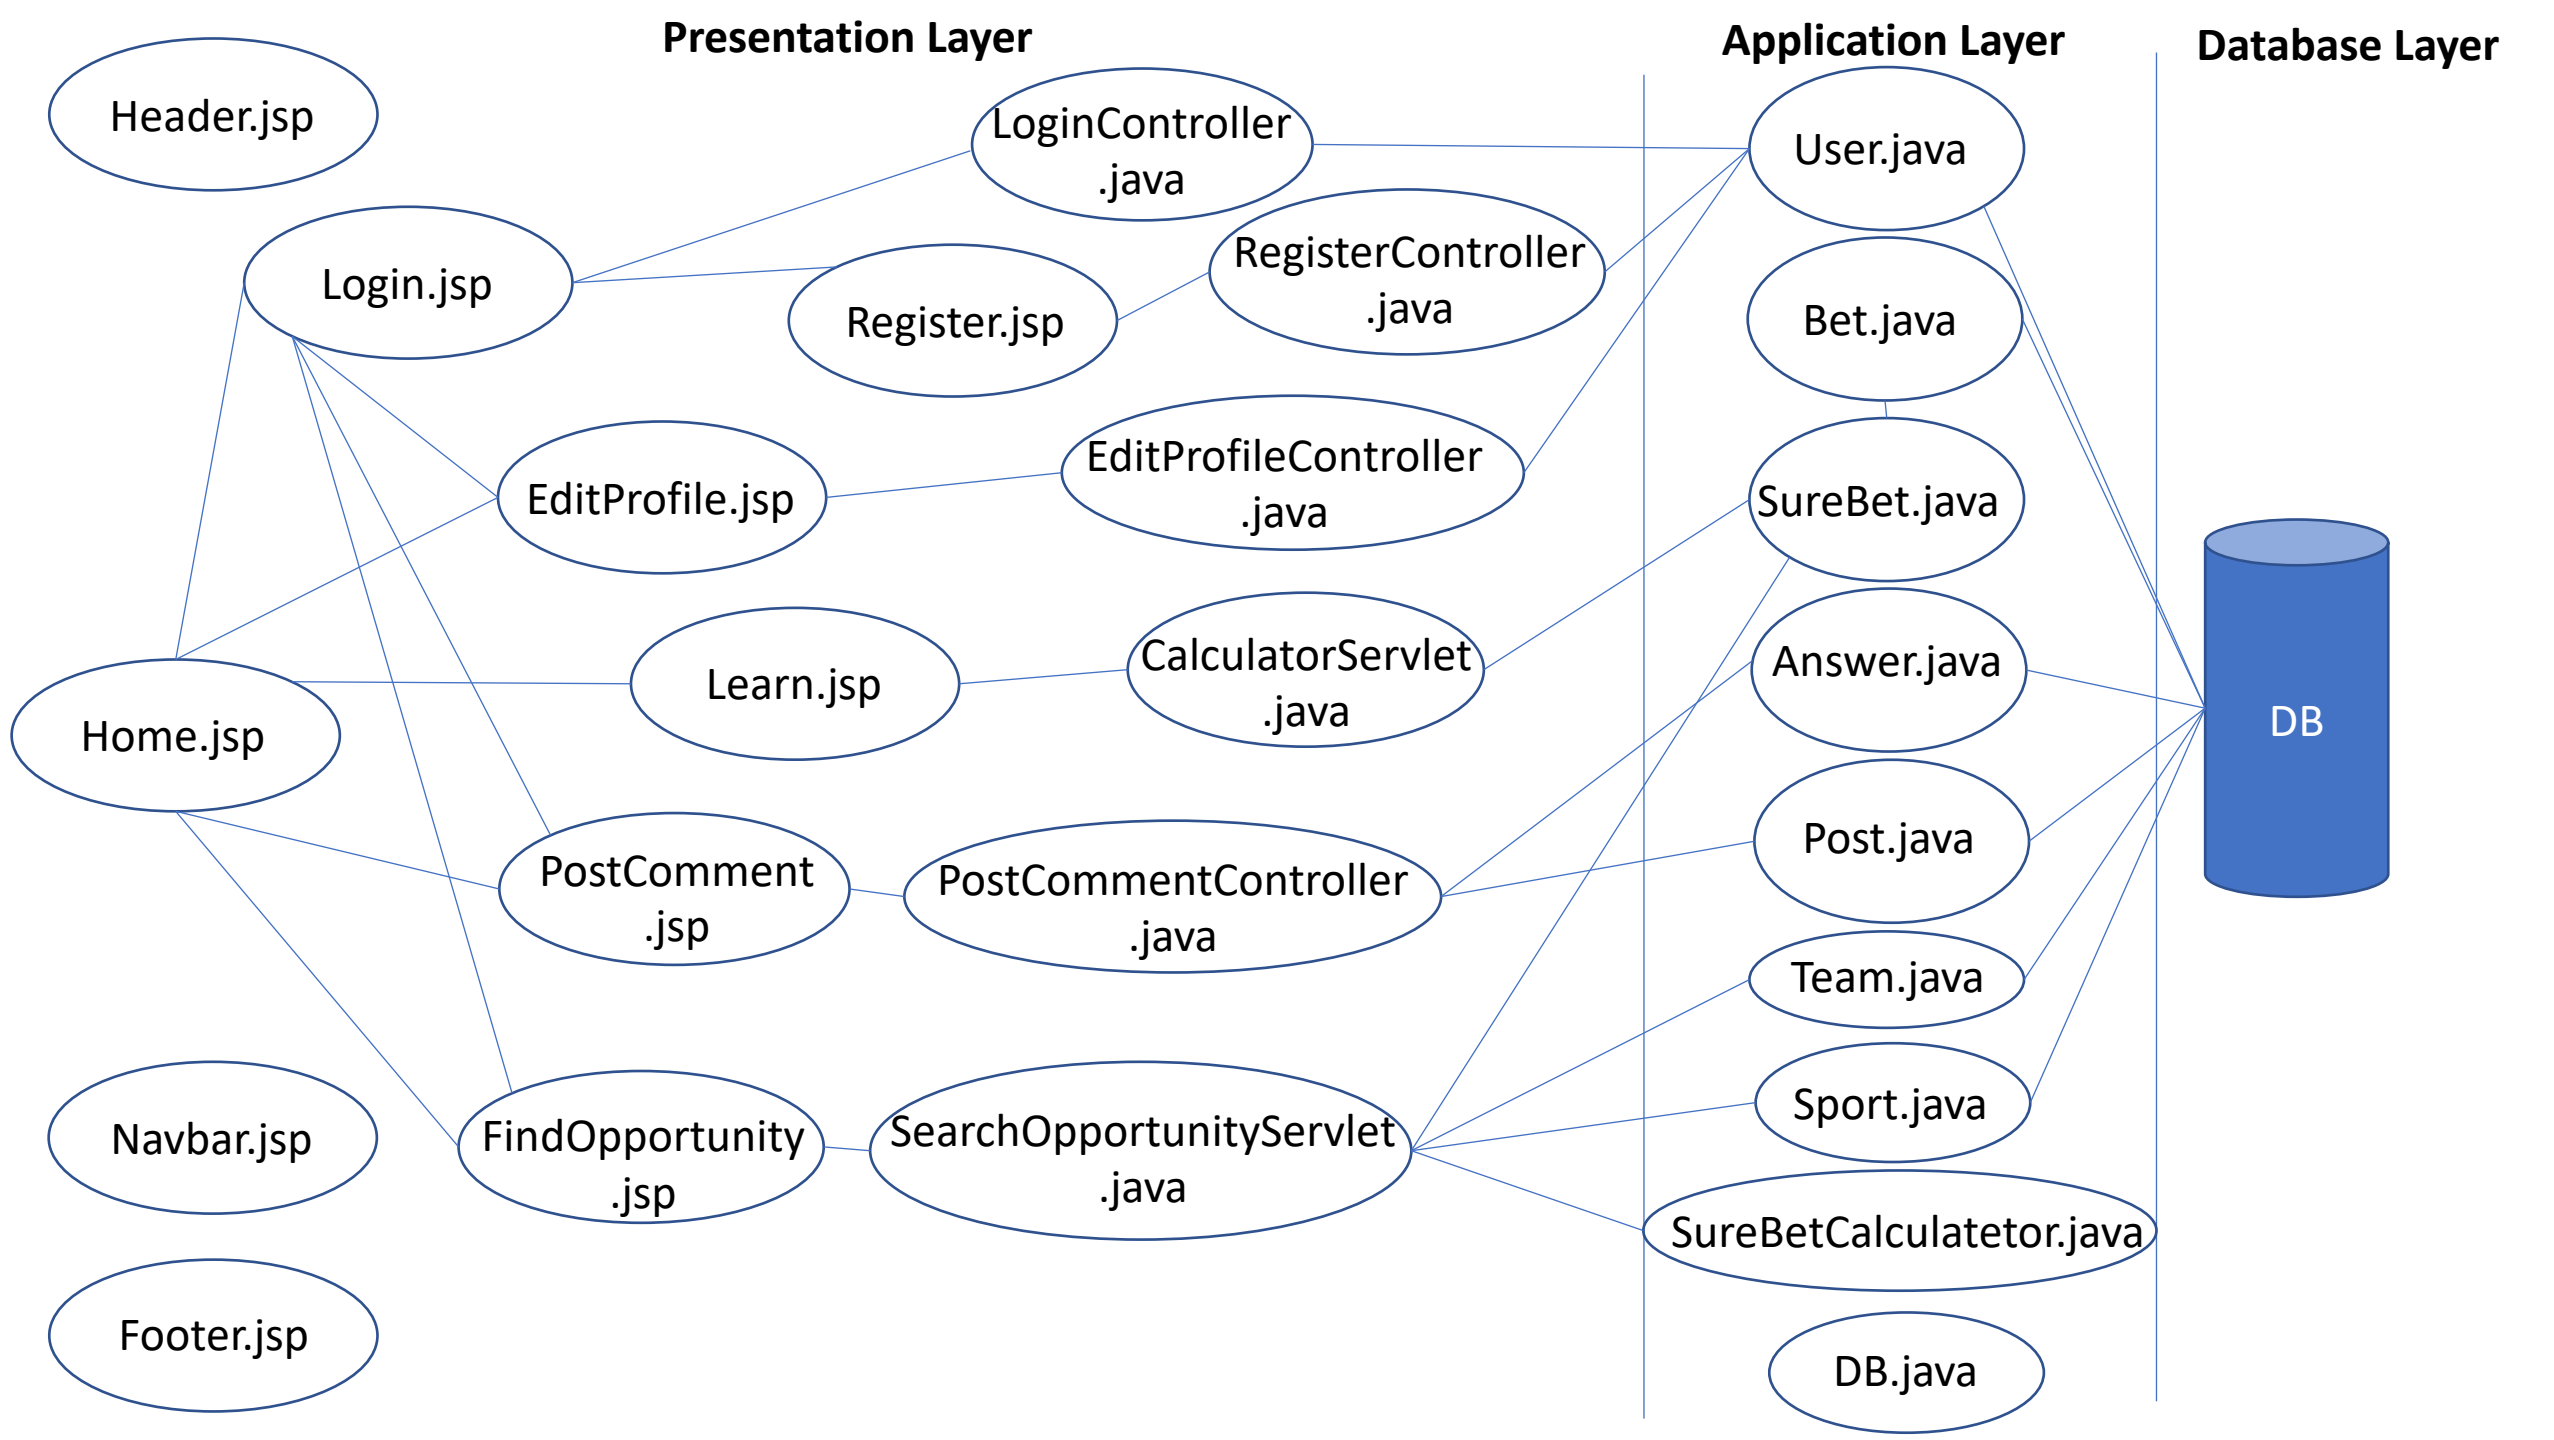 Presentation Layer
Application Layer
Database Layer
Header.jsp
LoginController
.java
User.java
Login.jsp
Register.jsp
RegisterController
.java
Bet.java
EditProfile.jsp
EditProfileController
.java
SureBet.java
Home.jsp
Learn.jsp
CalculatorServlet
.java
Answer.java
DB
PostComment
.jsp
PostCommentController
.java
Post.java
Team.java
Navbar.jsp
FindOpportunity
.jsp
SearchOpportunityServlet
.java
Sport.java
SureBetCalculatetor.java
Footer.jsp
DB.java